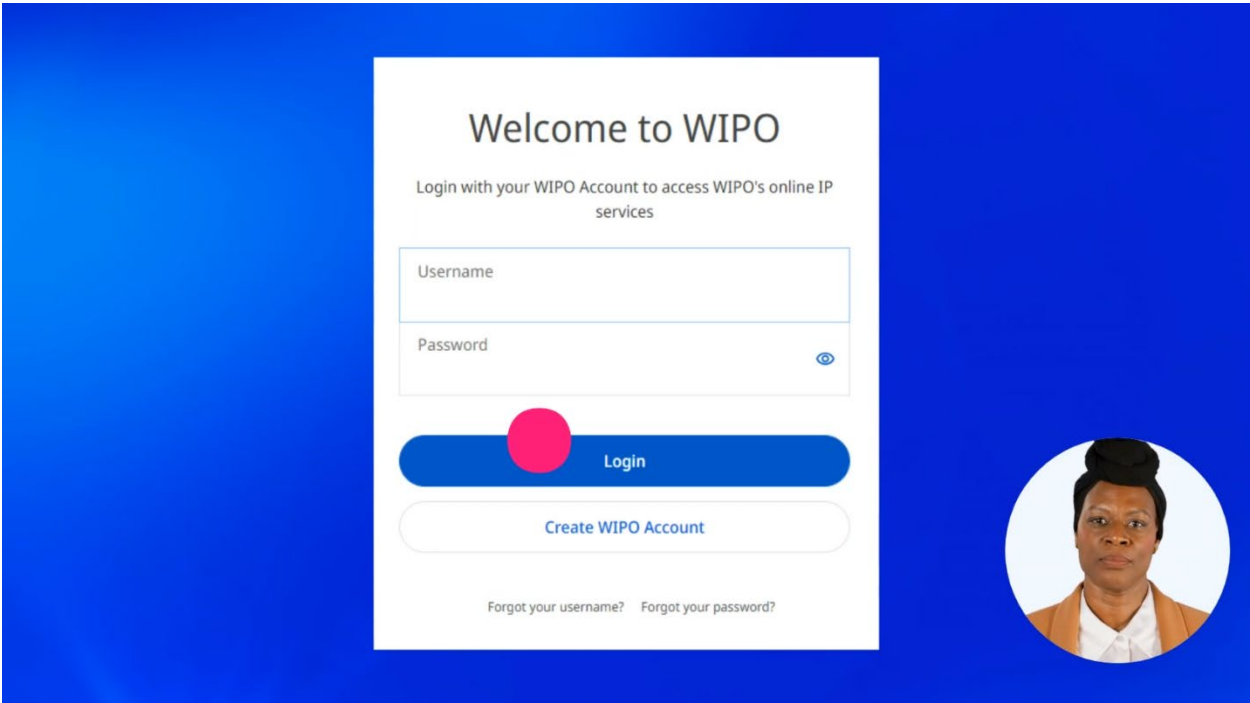 Welcome to WIPO
Login with your WIPO Account to access WIPO's online IP
services
Username
Password
Login
Create WIPO Account
Forgot your username? Forgot your password?